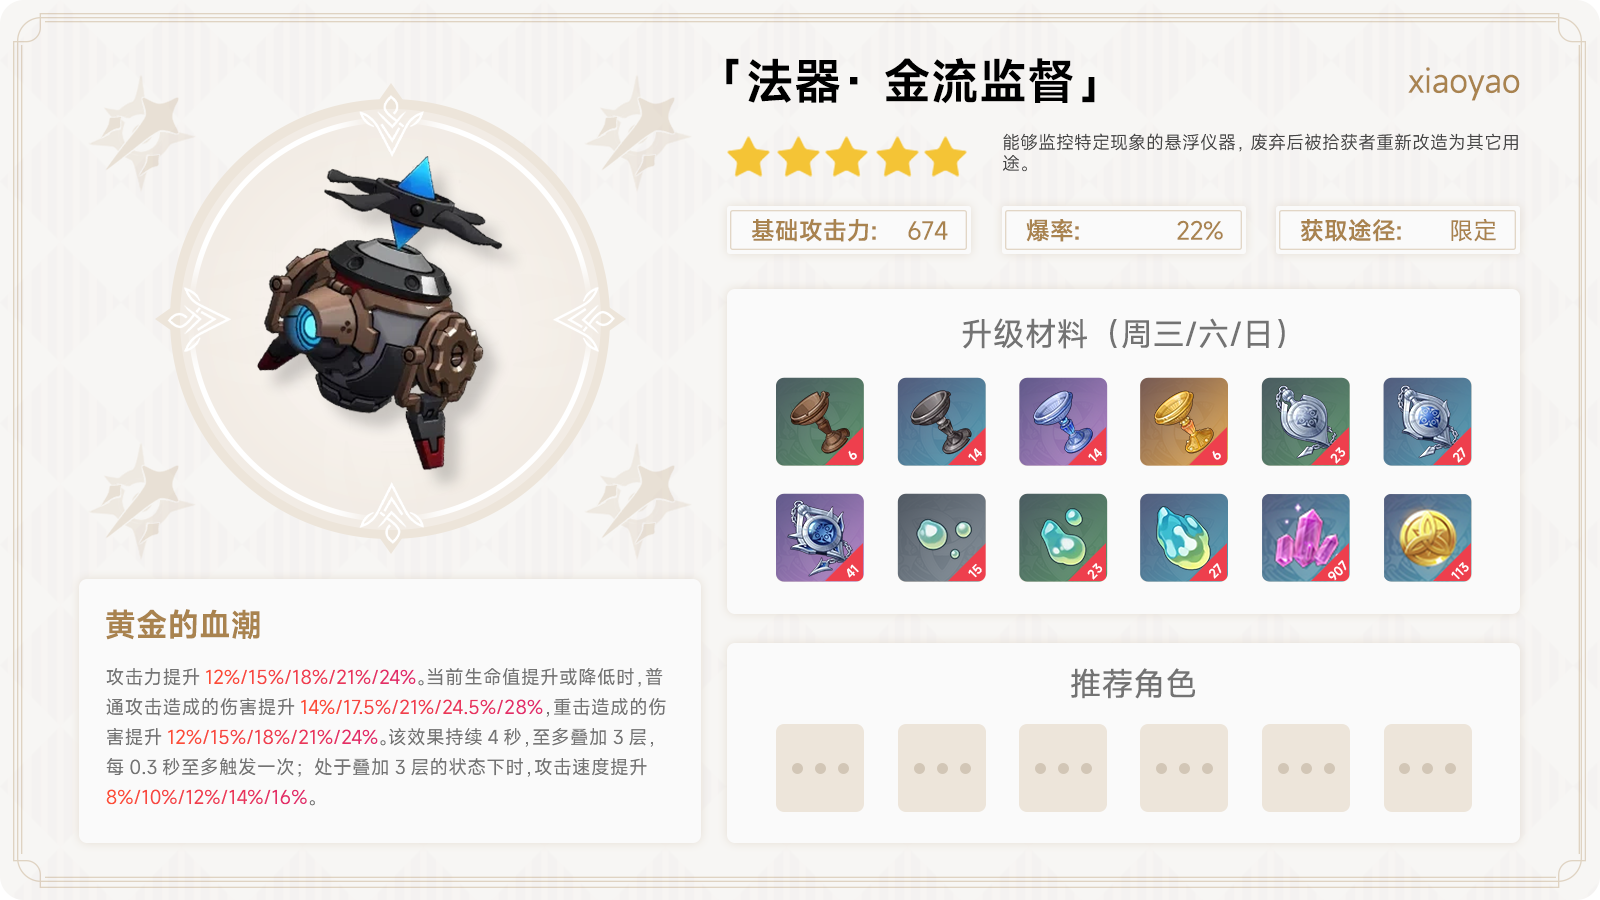 「法器· 金流监督」
xiaoyao
能够监控特定现象的悬浮仪器，废弃后被拾获者重新改造为其它用
途。
基础攻击力: 674
爆率: 22%
获取途径: 限定
升级材料（周三/六/日）
6 14 14 6 23 27
41 15 23 27 907 113
黄金的血潮
攻击力提升 12%/15%/18%/21%/24%。当前生命值提升或降低时，普
通攻击造成的伤害提升 14%/17.5%/21%/24.5%/28%，重击造成的伤
害提升 12%/15%/18%/21%/24%。该效果持续 4 秒，至多叠加 3 层，
每 0.3 秒至多触发一次；处于叠加 3 层的状态下时，攻击速度提升
8%/10%/12%/14%/16%。
推荐角色